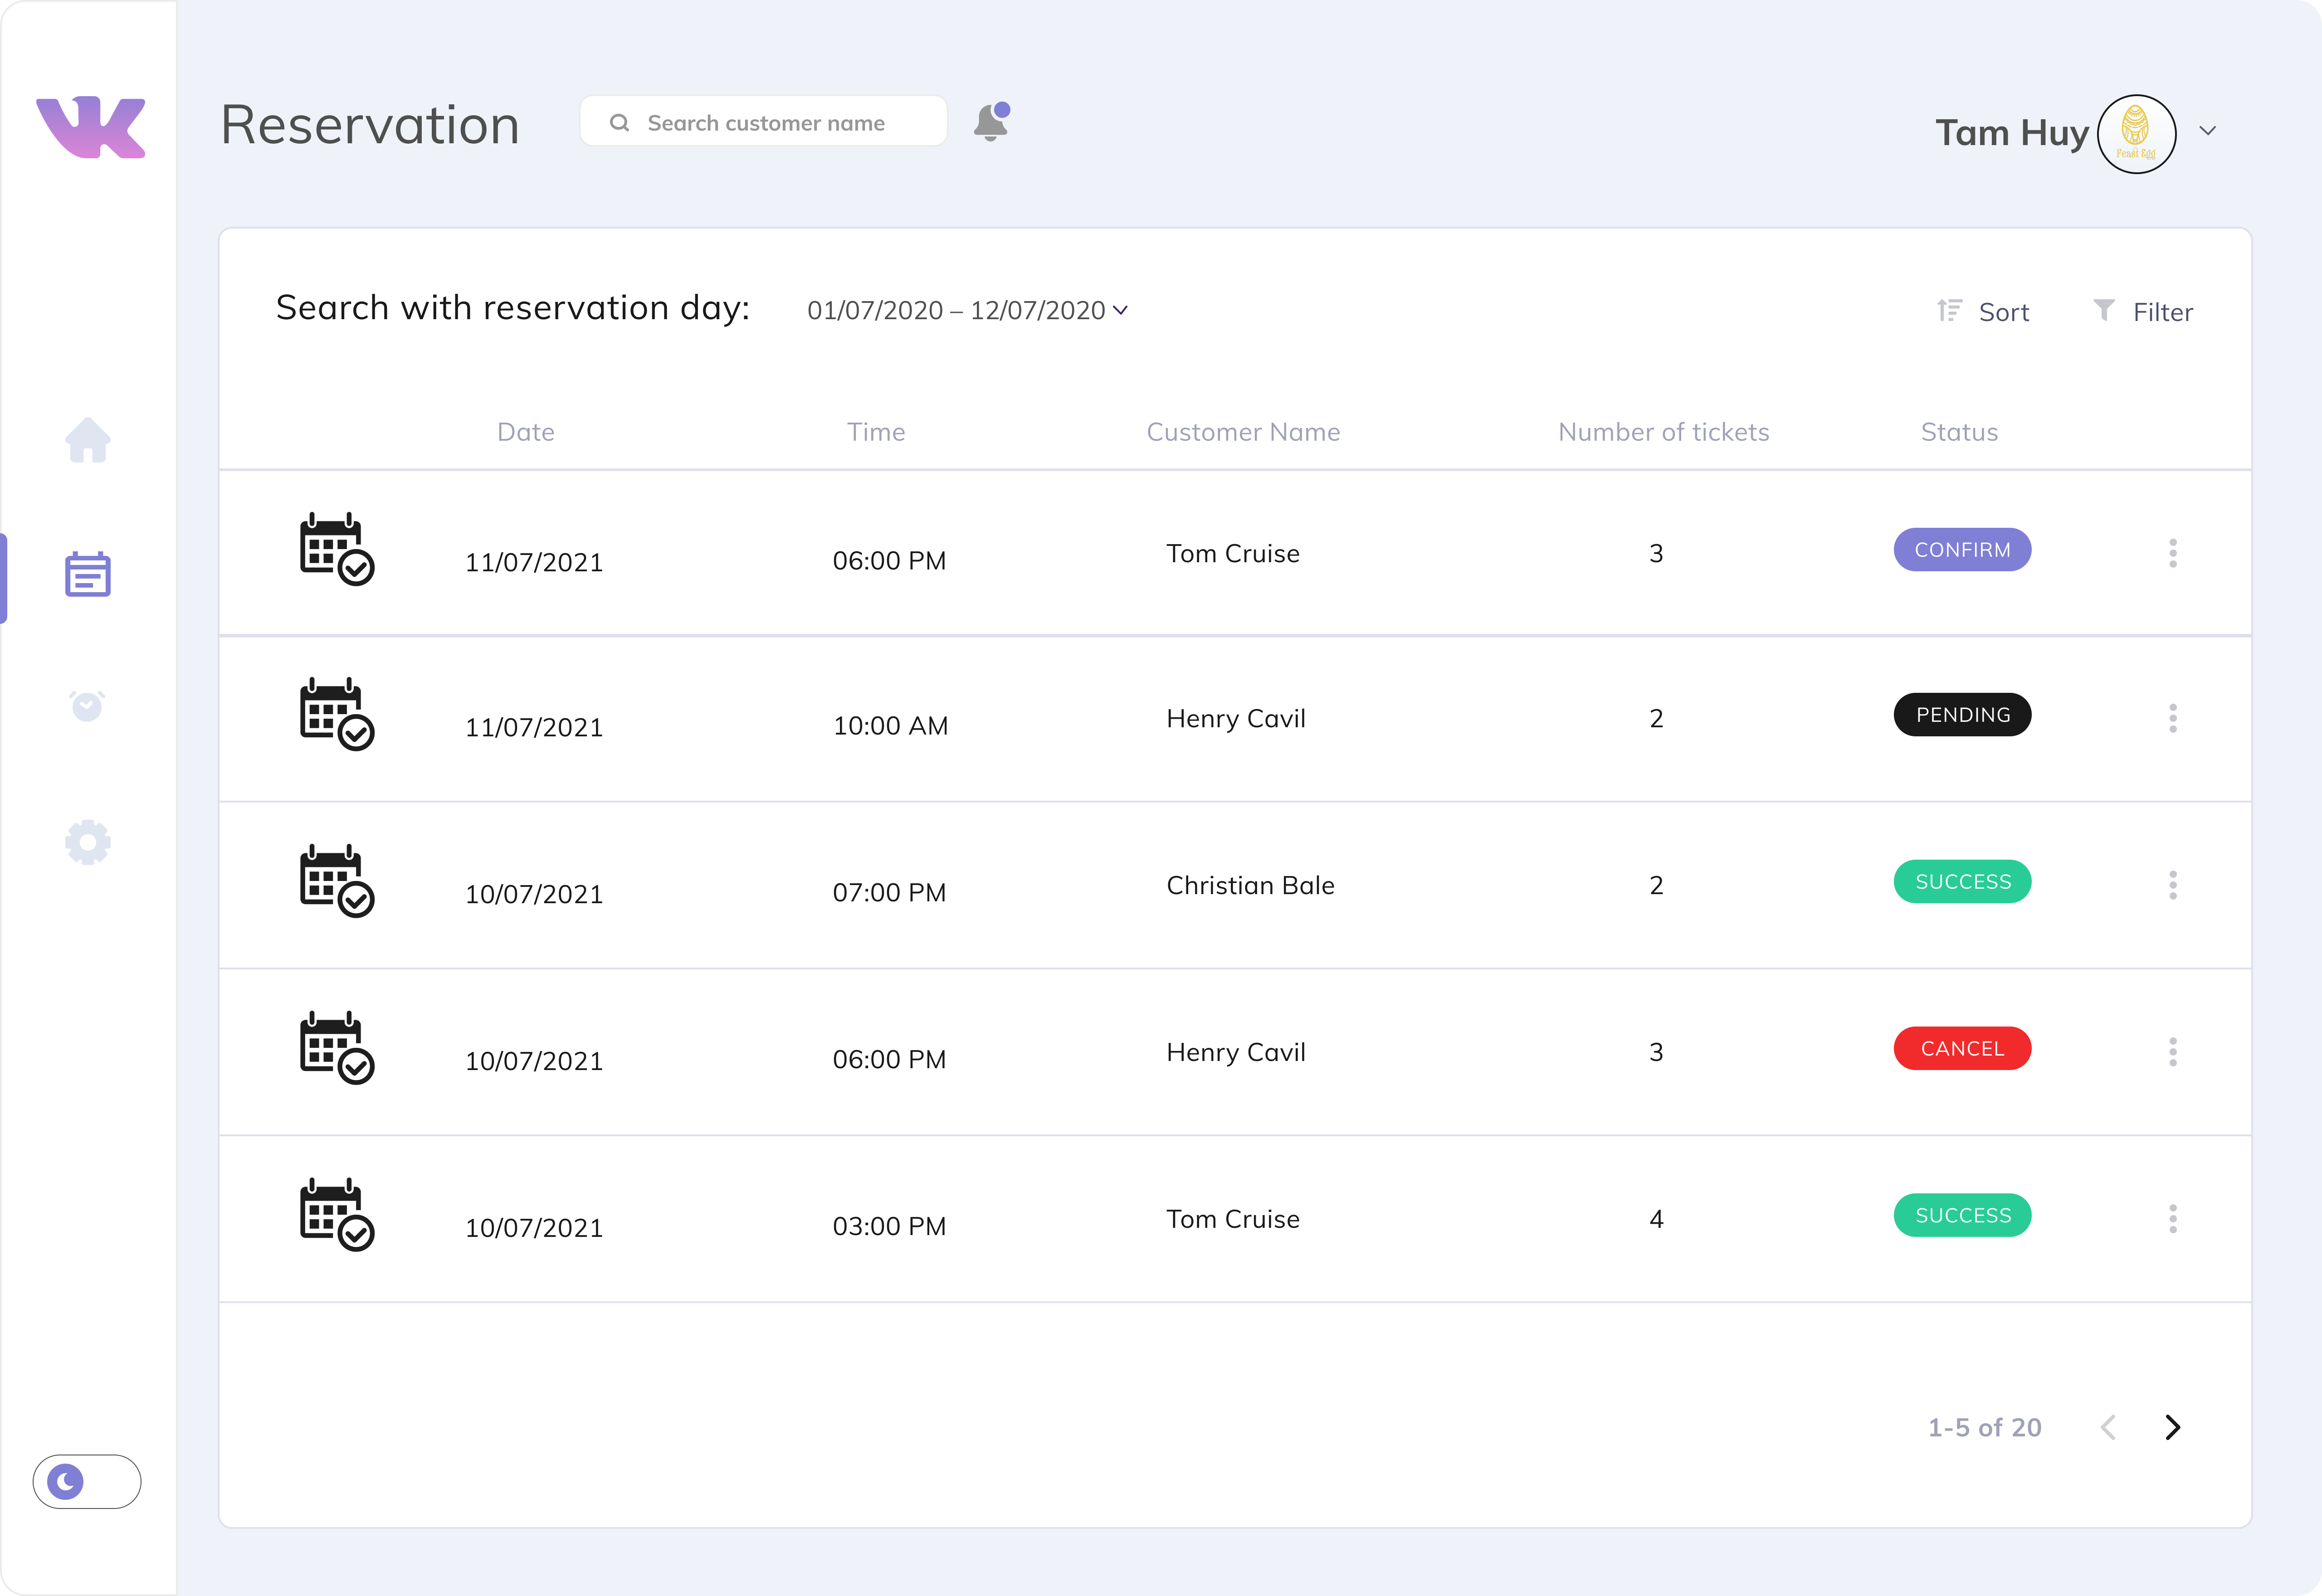 Reservation
Search customer name
Tam Huy
Feast Egg
Search with reservation day:
01/07/2020 – 12/07/2020
Sort
Filter
Date Time Customer Name Number of tickets Status
11/07/2021 06:00 PM Tom Cruise 3 CONFIRM
11/07/2021 10:00 AM Henry Cavil 2 PENDING
10/07/2021 07:00 PM Christian Bale 2 SUCCESS
10/07/2021 06:00 PM Henry Cavil 3 CANCEL
10/07/2021 03:00 PM Tom Cruise 4 SUCCESS
1-5 of 20